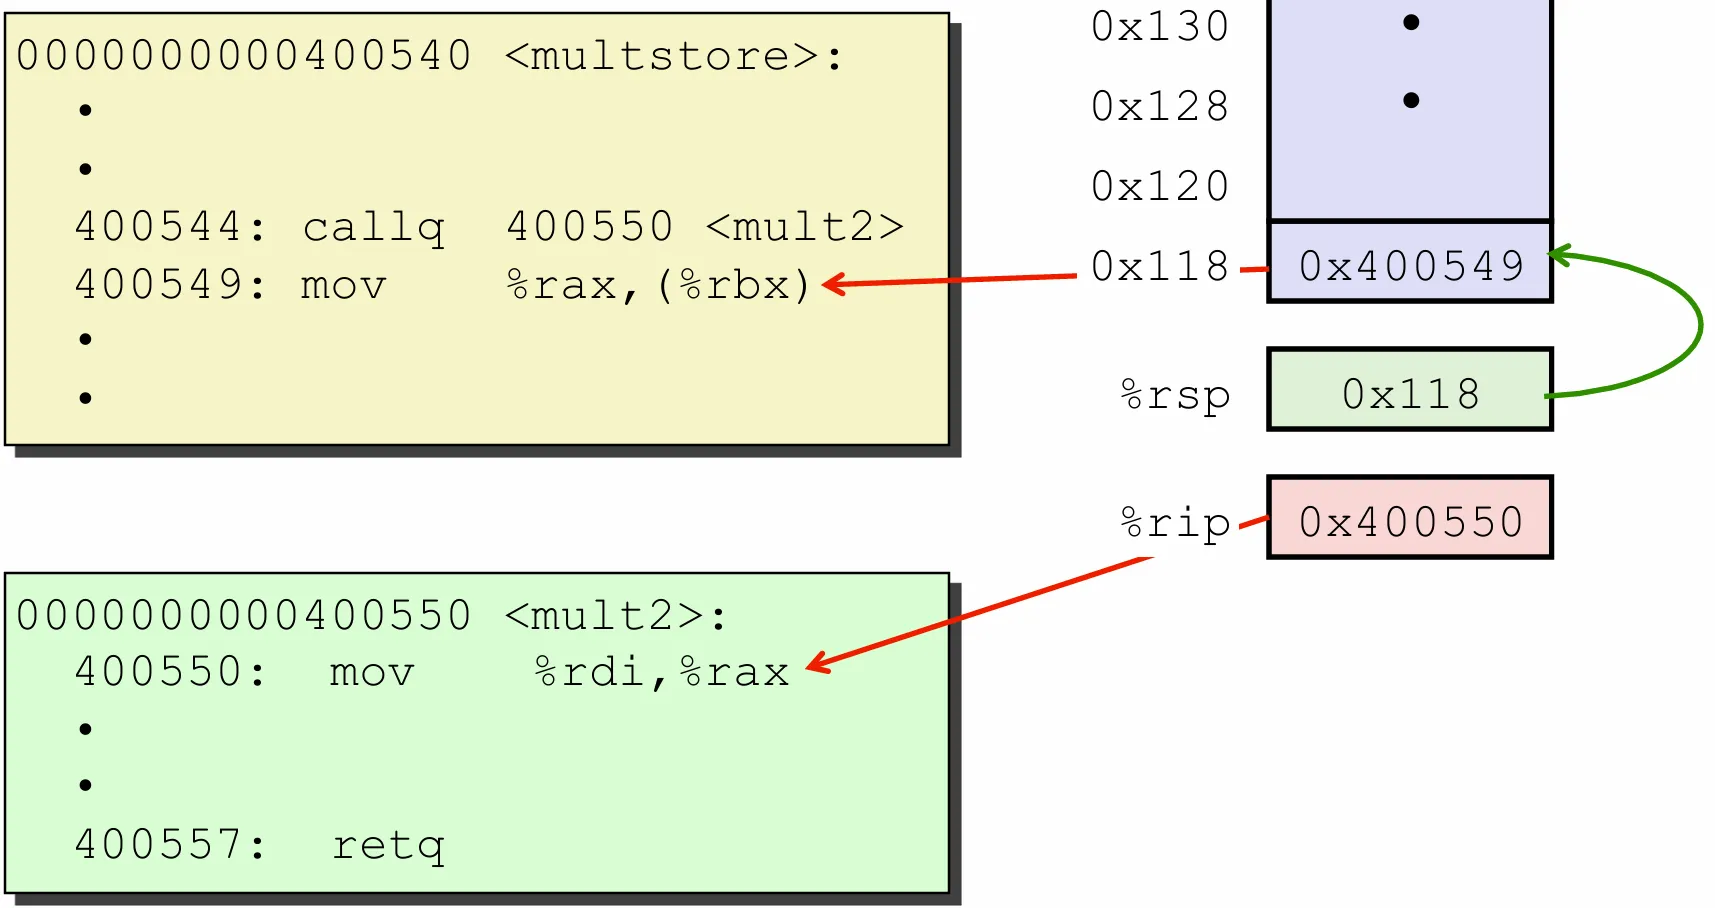 0000000000400540 <multstore>:
•
•
400544: callq 400550 <mult2>
400549: mov %rax,(%rbx)
•
•
0000000000400550 <mult2>:
400550: mov %rdi,%rax
•
•
400557: retq
0x130 •
0x128 •
0x120
0x118 0x400549
%rsp 0x118
%rip 0x400550